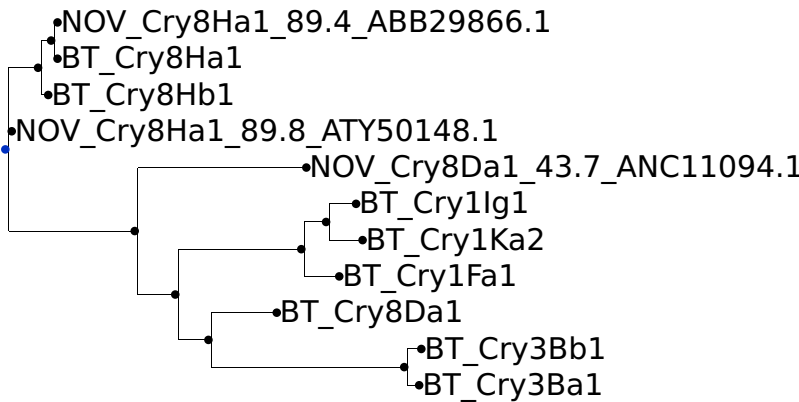 NOV_Cry8Ha1_89.4_ABB29866.1
BT_Cry8Ha1
BT_Cry8Hb1
NOV_Cry8Ha1_89.8_ATY50148.1
NOV_Cry8Da1_43.7_ANC11094.1
BT_Cry1Ig1
BT_Cry1Ka2
BT_Cry1Fa1
BT_Cry8Da1
BT_Cry3Bb1
BT_Cry3Ba1